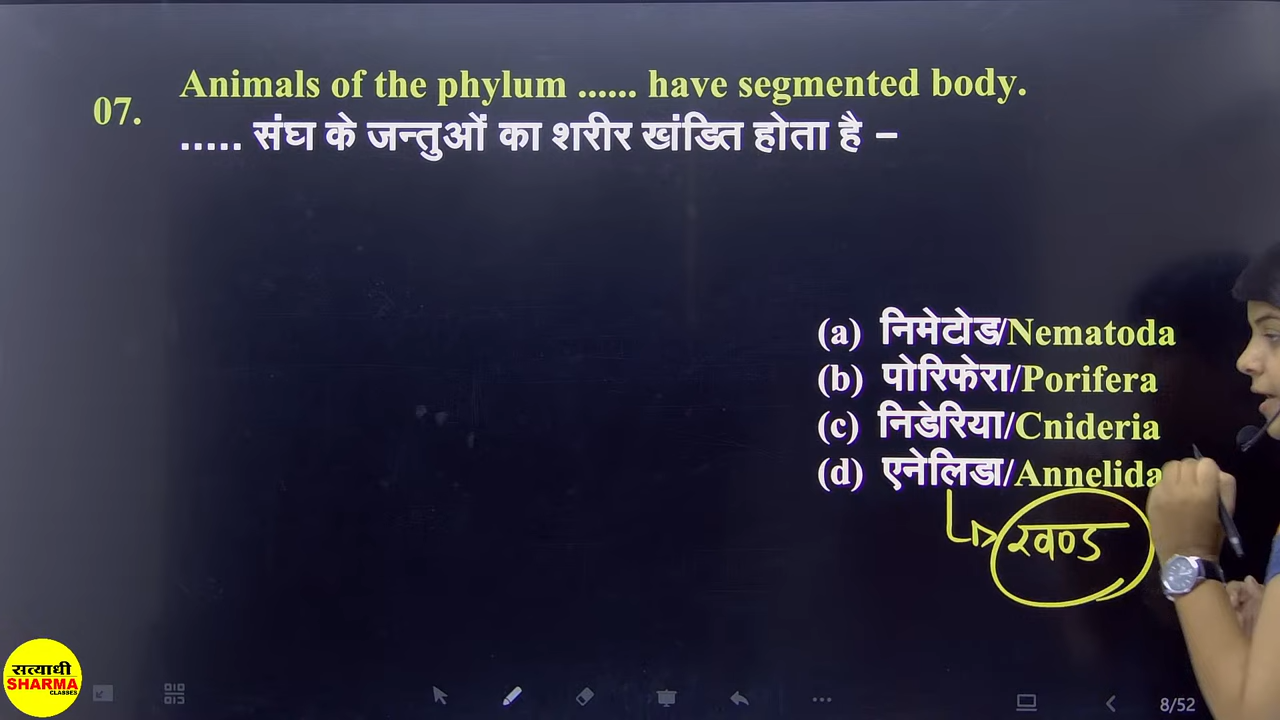 Animals of the phylum ...... have segmented body.
07.
..... संघ के जन्तुओं का शरीर खंडित होता है –
(a) निमेटोड/Nematoda
(b) पोरिफेरा/Porifera
(c) निडेरिया/Cnideria
(d) एनेलिडा/Annelida
खण्ड
सत्याधी
SHARMA
CLASSES
8/52